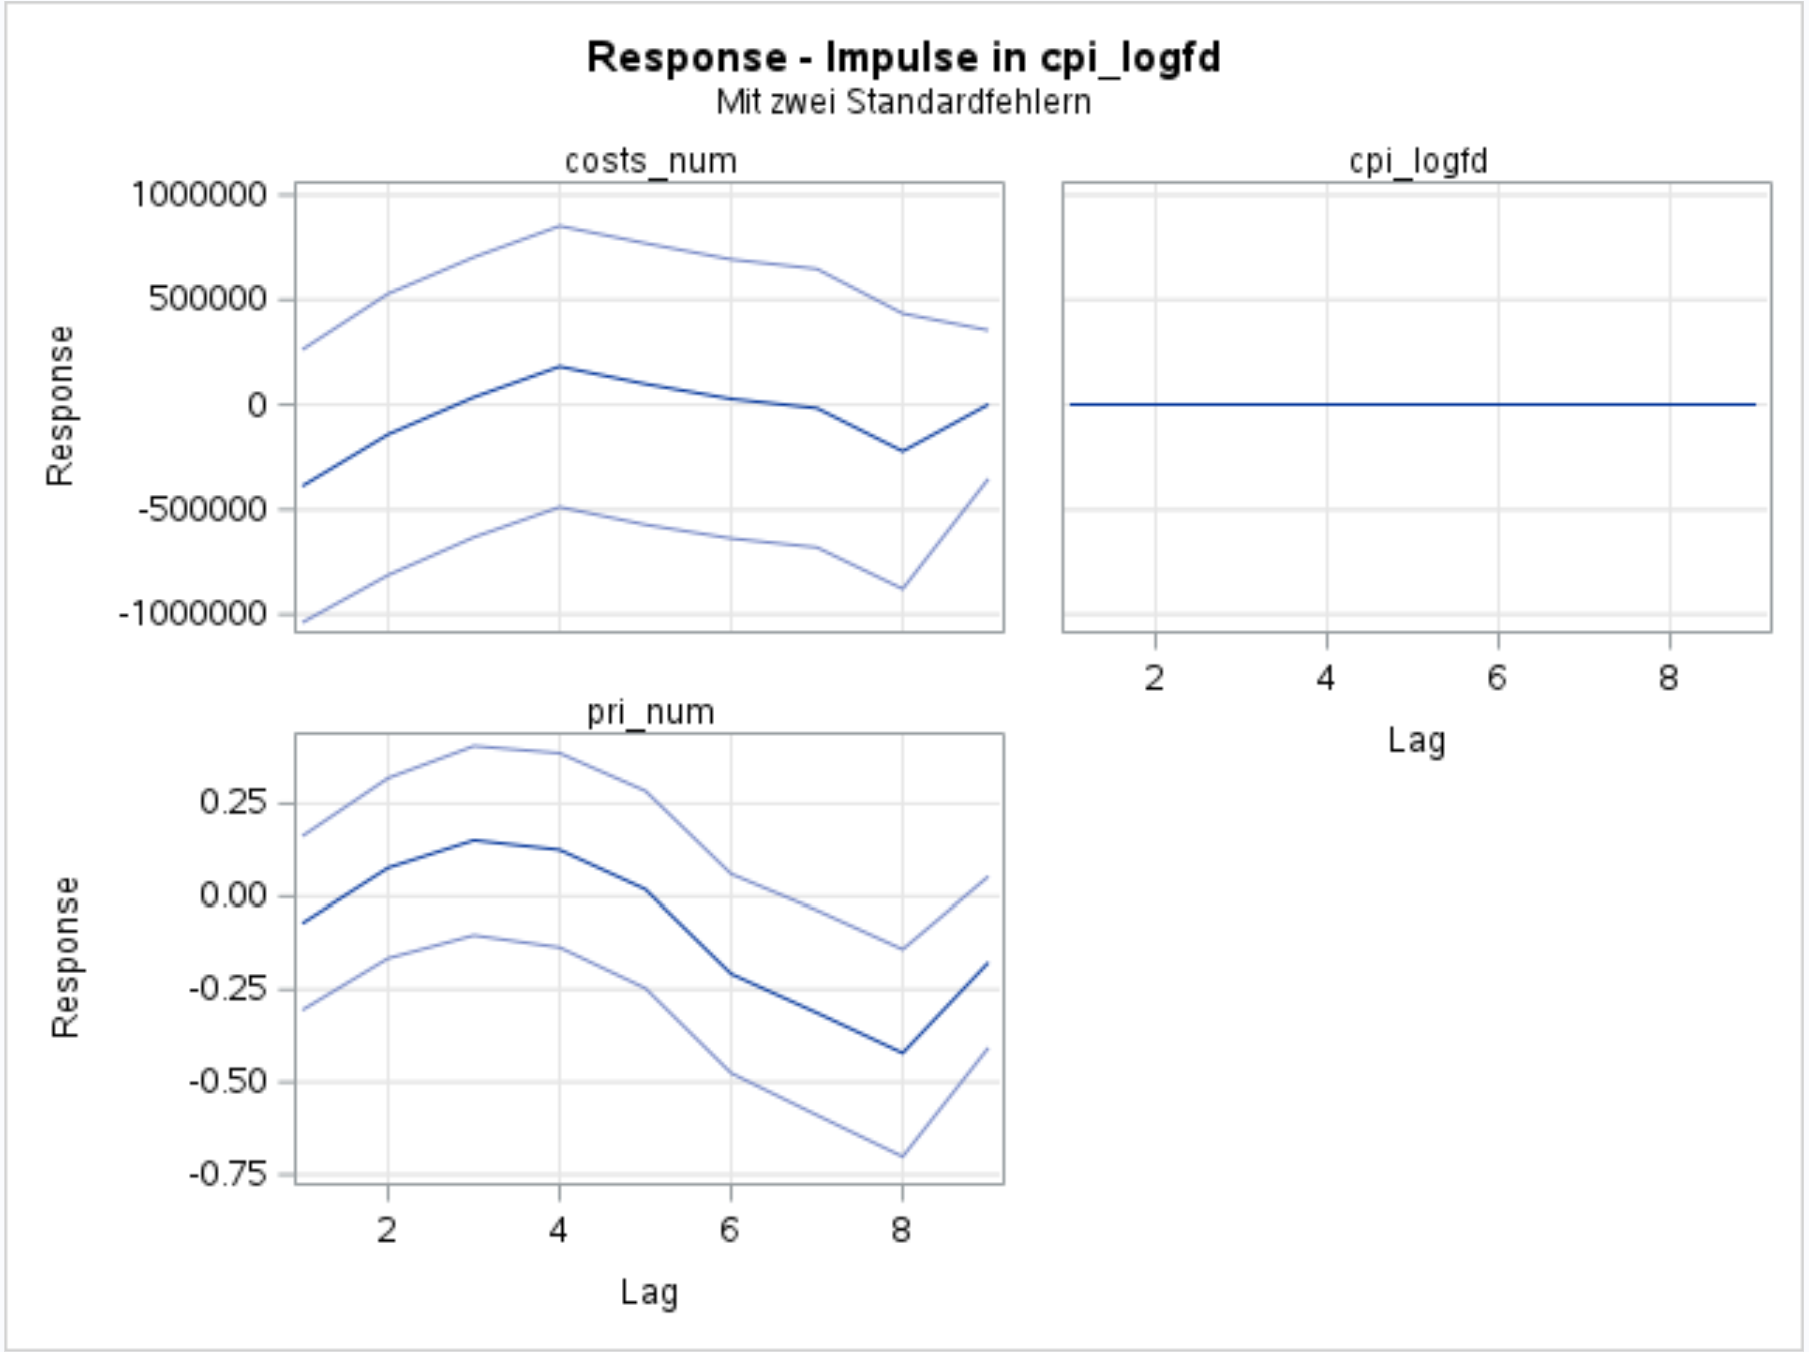 Response - Impulse in cpi_logfd
Mit zwei Standardfehlern
costs_num
cpi_logfd
1000000
500000
0
-500000
-1000000
Response
2 4 6 8
Lag
pri_num
0.25
0.00
-0.25
-0.50
-0.75
Response
2 4 6 8
Lag